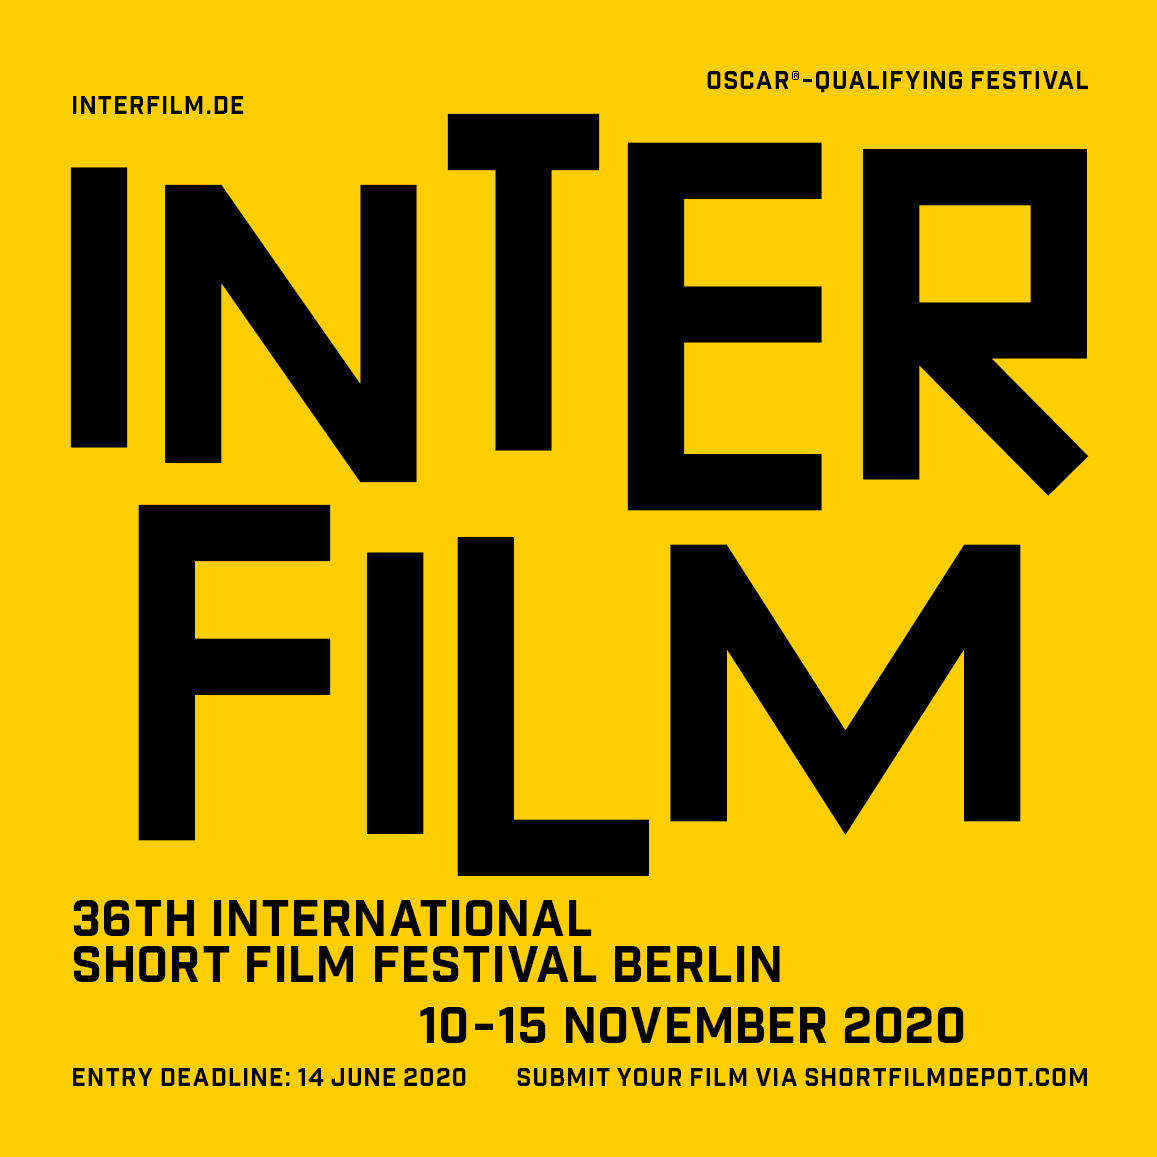 INTERFILM.DE
OSCAR®-QUALIFYING FESTIVAL
INTER
FILM
36TH INTERNATIONAL
SHORT FILM FESTIVAL BERLIN
10-15 NOVEMBER 2020
ENTRY DEADLINE: 14 JUNE 2020
SUBMIT YOUR FILM VIA SHORTFILMDEPOT.COM